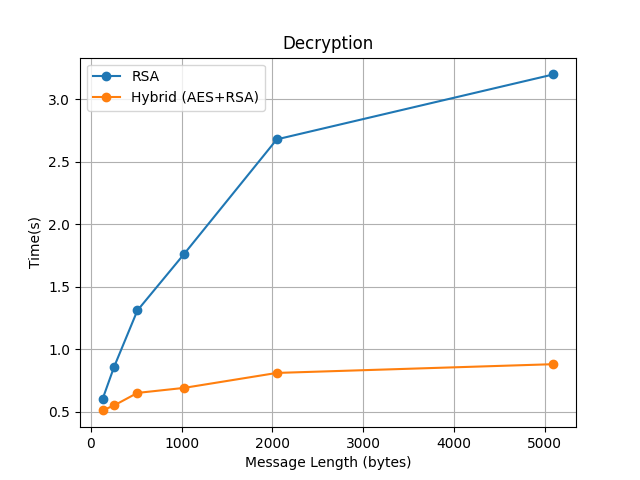 Decryption
RSA
Hybrid (AES+RSA)
3.0
2.5
2.0
1.5
1.0
0.5
Time(s)
0 1000 2000 3000 4000 5000
Message Length (bytes)